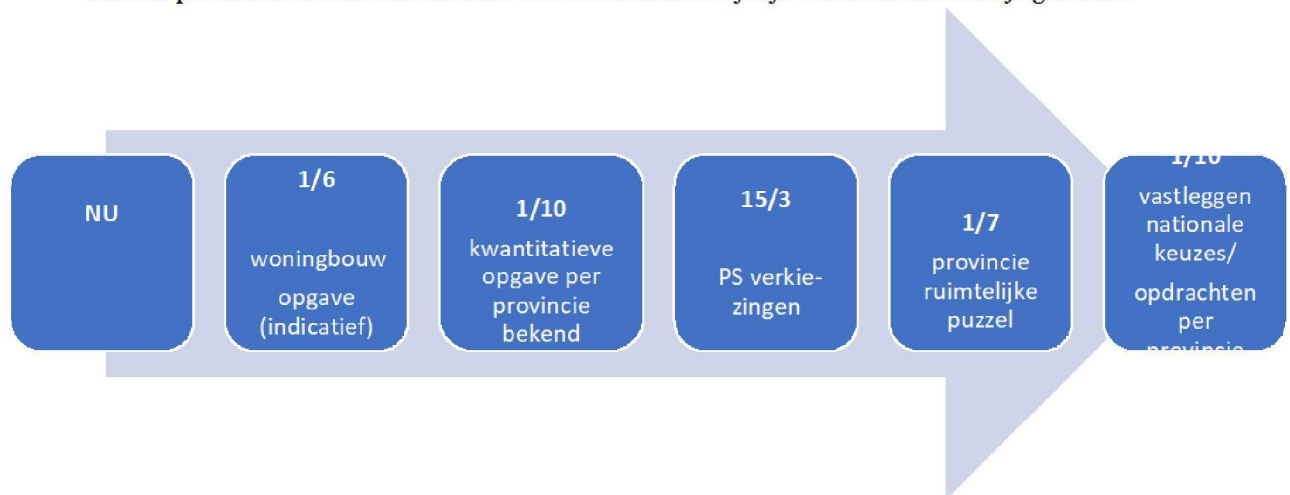 NU
1/6
woningbouw
opgave
(indicatief)
1/10
kwantitatieve
opgave per
provincie
bekend
15/3
PS verkie-
zingen
1/7
provincie
ruimtelijke
puzzel
1/10
vastleggen
nationale
keuzes/
opdrachten
per
provincie